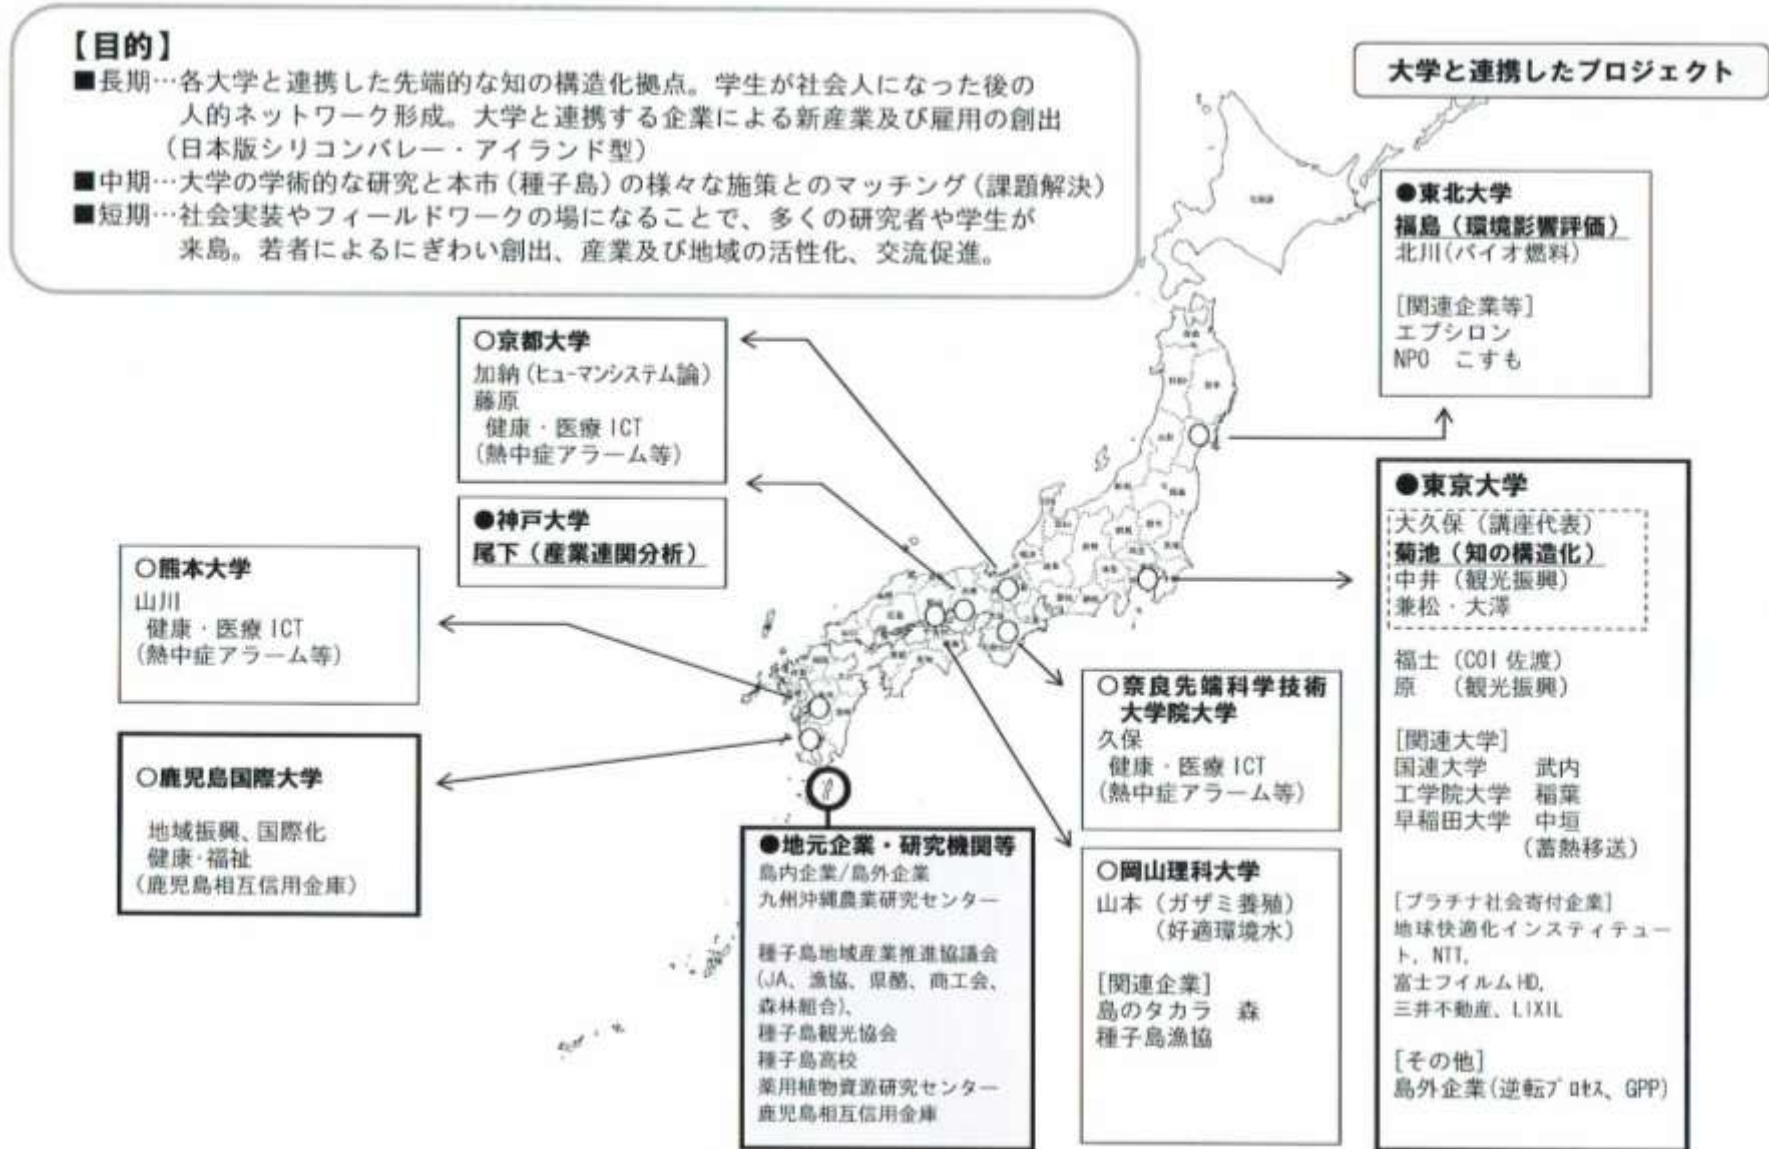 【目的】
■長期…各大学と連携した先端的な知の構造化拠点。学生が社会人になった後の
人的ネットワーク形成。大学と連携する企業による新産業及び雇用の創出
(日本版シリコンバレー・アイランド型)
■中期…大学の学術的な研究と本市(種子島)の様々な施策とのマッチング(課題解決)
■短期…社会実装やフィールドワークの場になることで、多くの研究者や学生が
来島。若者によるにぎわい創出、産業及び地域の活性化、交流促進。
大学と連携したプロジェクト
●東北大学
福島(環境影響評価)
北川(バイオ燃料)
[関連企業等]
エプシロン
NPO こすも
○京都大学
加納(ヒューマンシステム論)
藤原
健康・医療ICT
(熱中症アラーム等)
●神戸大学
尾下(産業連関分析)
○熊本大学
山川
健康・医療ICT
(熱中症アラーム等)
○鹿児島国際大学
地域振興、国際化
健康・福祉
(鹿児島相互信用金庫)
●地元企業・研究機関等
島内企業/島外企業
九州沖縄農業研究センター
種子島地域産業推進協議会
(JA、漁協、県酪、商工会、
森林組合)、
種子島観光協会
種子島高校
薬用植物資源研究センター
鹿児島相互信用金庫
○奈良先端科学技術
大学院大学
久保
健康・医療ICT
(熱中症アラーム等)
○岡山理科大学
山本(ガザミ養殖)
(好適環境水)
[関連企業]
島のタカラ 森
種子島漁協
●東京大学
大久保(講座代表)
菊池(知の構造化)
中井(観光振興)
兼松・大澤
福士(COI佐渡)
原 (観光振興)
[関連大学]
国連大学 武内
工学院大学 稲葉
早稲田大学 中垣
(蓄熱移送)
[プラチナ社会寄付企業]
地球快適化インスティテュー
ト, NTT,
富士フイルムHD,
三井不動産、LIXIL
[その他]
島外企業(逆転プロセス、GPP)